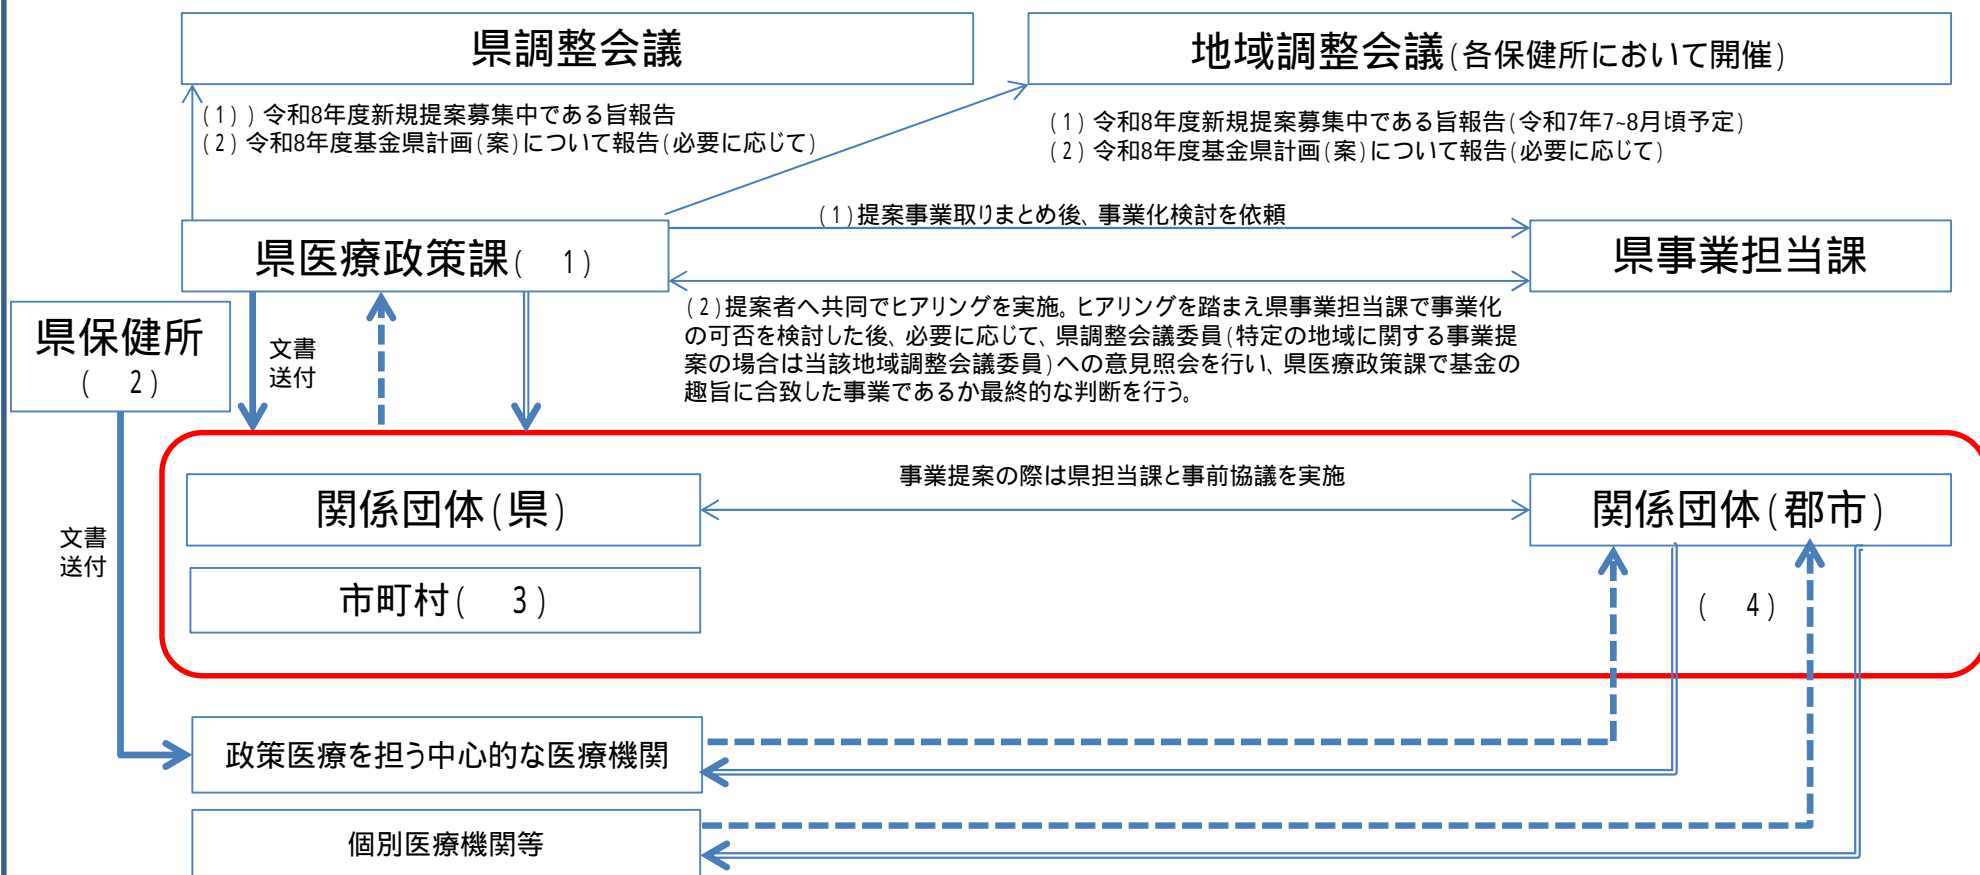 県調整会議
地域調整会議(各保健所において開催)
(1))令和8年度新規提案募集中である旨報告
(2)令和8年度基金県計画(案)について報告(必要に応じて)
(1)令和8年度新規提案募集中である旨報告(令和7年7~8月頃予定)
(2)令和8年度基金県計画(案)について報告(必要に応じて)
(1)提案事業取りまとめ後、事業化検討を依頼
県医療政策課( 1)
県事業担当課
(2)提案者へ共同でヒアリングを実施。ヒアリングを踏まえ県事業担当課で事業化
の可否を検討した後、必要に応じて、県調整会議委員(特定の地域に関する事業提
案の場合は当該地域調整会議委員)への意見照会を行い、県医療政策課で基金の
趣旨に合致した事業であるか最終的な判断を行う。
県保健所
( 2)
文書
送付
事業提案の際は県担当課と事前協議を実施
関係団体(県)
関係団体(郡市)
文書
送付
市町村( 3)
( 4)
政策医療を担う中心的な医療機関
個別医療機関等